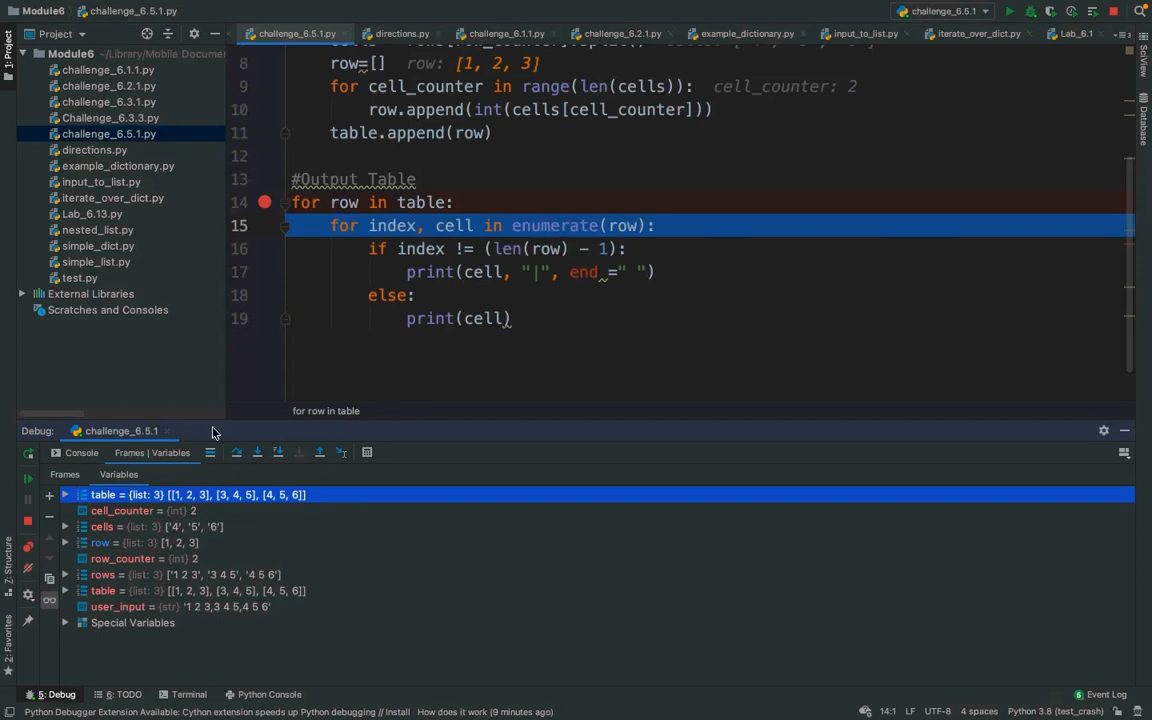 Module6 challenge_6.5.1.py
challenge_6.5.1
Project
challenge_6.5.1.py directions.py challenge_6.1.1.py challenge_6.2.1.py example_dictionary.py input_to_list.py iterate_over_dict.py Lab_6.1
1: Project
SciView
Database
Module6 ~/Library/Mobile Documen
challenge_6.1.1.py
challenge_6.2.1.py
challenge_6.3.1.py
Challenge_6.3.3.py
challenge_6.5.1.py
directions.py
example_dictionary.py
input_to_list.py
iterate_over_dict.py
Lab_6.13.py
nested_list.py
simple_dict.py
simple_list.py
test.py
External Libraries
Scratches and Consoles
8 row=[] row: [1, 2, 3]
9 for cell_counter in range(len(cells)): cell_counter: 2
10 row.append(int(cells[cell_counter]))
11 table.append(row)
12
13 #Output Table
14 for row in table:
15 for index, cell in enumerate(row):
16 if index != (len(row) - 1):
17 print(cell, "|", end =" ")
18 else:
19 print(cell)
for row in table
Debug: challenge_6.5.1
Console Frames | Variables
Frames Variables
table = {list: 3} [[1, 2, 3], [3, 4, 5], [4, 5, 6]]
cell_counter = {int} 2
cells = {list: 3} ['4', '5', '6']
row = {list: 3} [1, 2, 3]
row_counter = {int} 2
rows = {list: 3} ['1 2 3', '3 4 5', '4 5 6']
table = {list: 3} [[1, 2, 3], [3, 4, 5], [4, 5, 6]]
user_input = {str} '1 2 3,3 4 5,4 5 6'
Special Variables
Z: Structure
2: Favorites
5: Debug 6: TODO Terminal Python Console Event Log
Python Debugger Extension Available: Cython extension speeds up Python debugging // Install How does it work (9 minutes ago) 14:1 LF UTF-8 4 spaces Python 3.8 (test_crash)